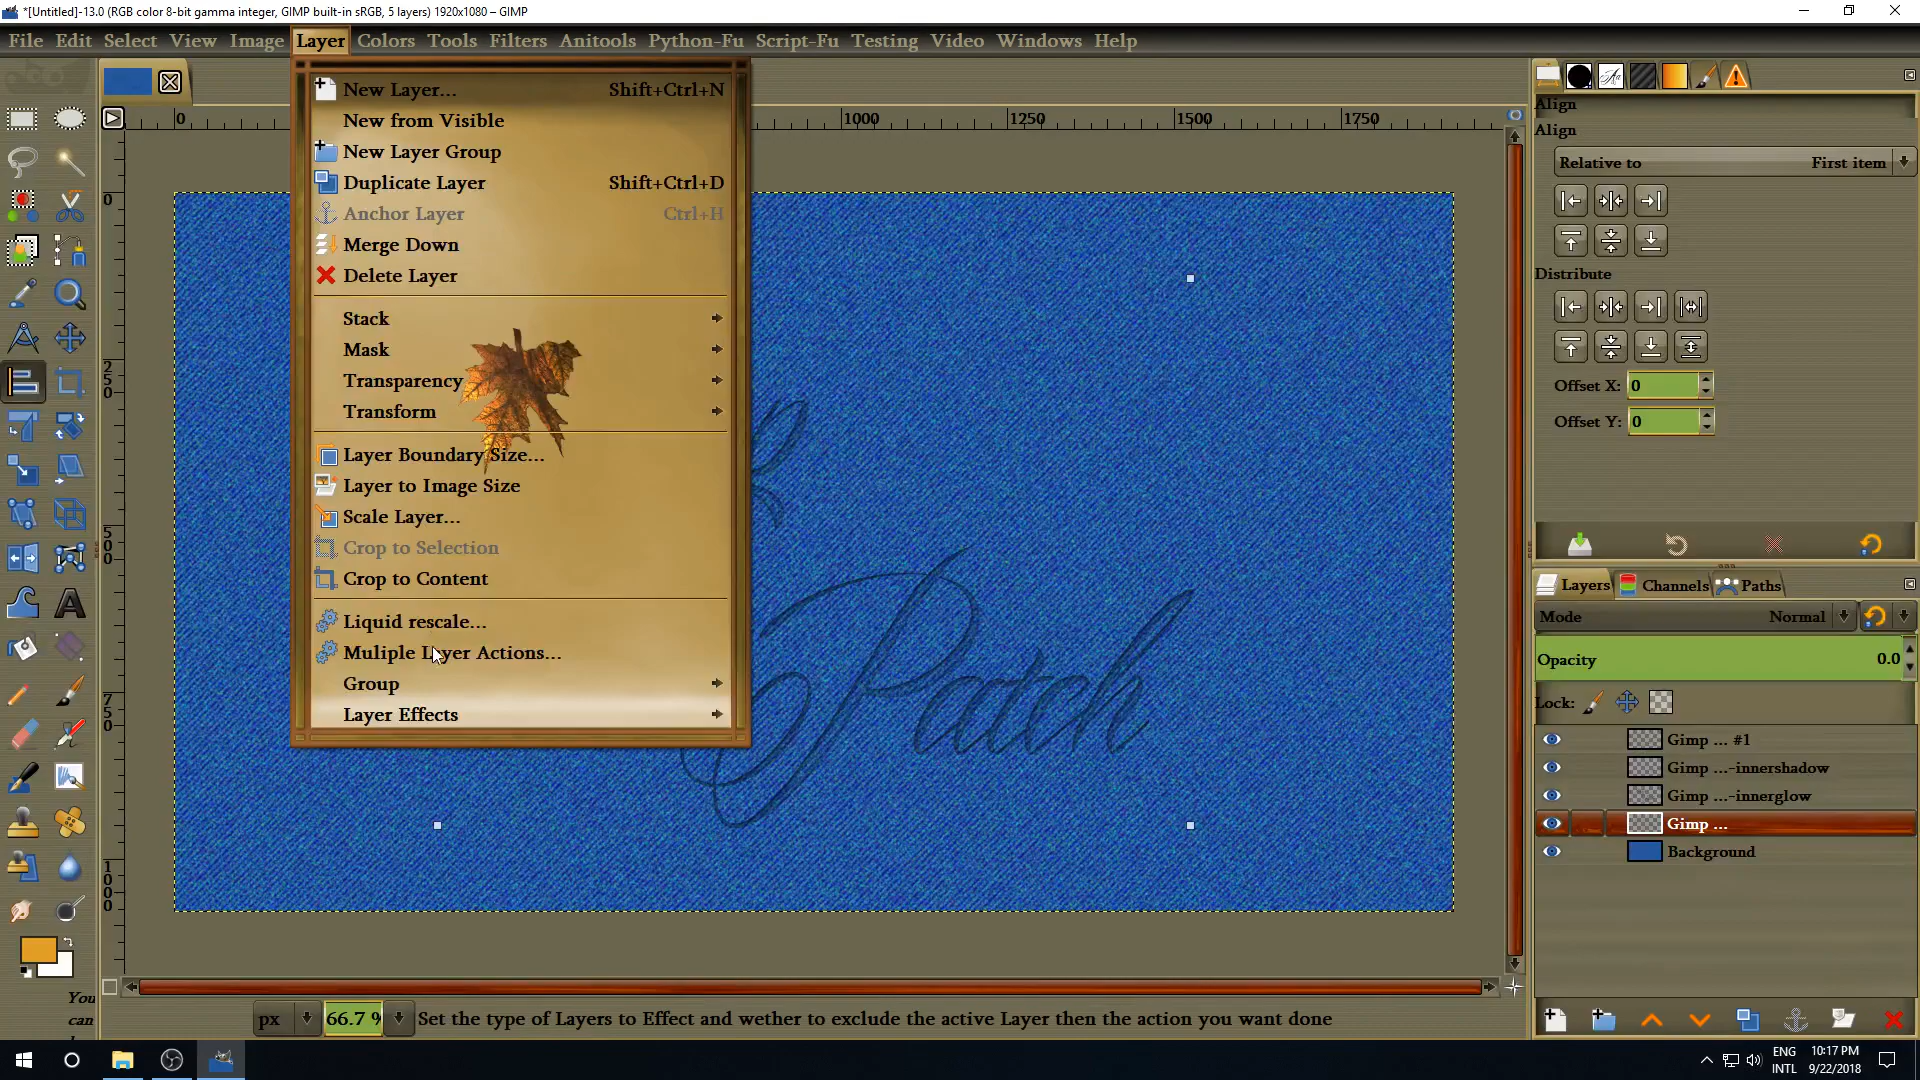 *[Untitled]-13.0 (RGB color 8-bit gamma integer, GIMP built-in sRGB, 5 layers) 1920x1080 – GIMP
File Edit Select View Image Layer Colors Tools Filters Anitools Python-Fu Script-Fu Testing Video Windows Help
New Layer... Shift+Ctrl+N
New from Visible
New Layer Group
Duplicate Layer Shift+Ctrl+D
Anchor Layer Ctrl+H
Merge Down
Delete Layer
Stack
Mask
Transparency
Transform
Layer Boundary Size...
Layer to Image Size
Scale Layer...
Crop to Selection
Crop to Content
Liquid rescale...
Muliple Layer Actions...
Group
Layer Effects
0 1000 1250 1500 1750
0
250
500
750
1000
Patch
Align
Align
Relative to First item
Distribute
Offset X: 0
Offset Y: 0
Layers Channels Paths
Mode Normal
Opacity 0.0
Lock:
Gimp ... #1
Gimp ...-innershadow
Gimp ...-innerglow
Gimp ...
Background
You
can
px 66.7 % Set the type of Layers to Effect and wether to exclude the active Layer then the action you want done
ENG
INTL
10:17 PM
9/22/2018